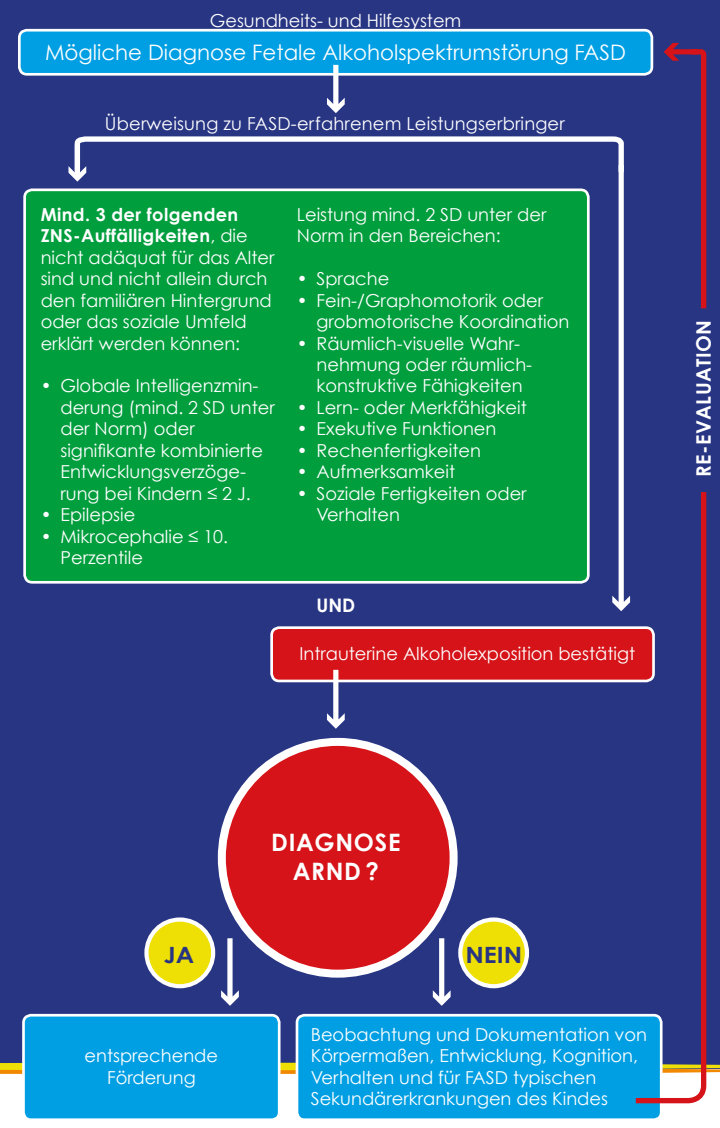 Gesundheits- und Hilfesystem
Mögliche Diagnose Fetale Alkoholspektrumstörung FASD
Überweisung zu FASD-erfahrenem Leistungserbringer
Mind. 3 der folgenden
ZNS-Auffälligkeiten, die
nicht adäquat für das Alter
sind und nicht allein durch
den familiären Hintergrund
oder das soziale Umfeld
erklärt werden können:
• Globale Intelligenzmin-
derung (mind. 2 SD unter
der Norm) oder
signifikante kombinierte
Entwicklungsverzöge-
rung bei Kindern ≤ 2 J.
• Epilepsie
• Mikrocephalie ≤ 10.
Perzentile
Leistung mind. 2 SD unter der
Norm in den Bereichen:
• Sprache
• Fein-/Graphomotorik oder
grobmotorische Koordination
• Räumlich-visuelle Wahr-
nehmung oder räumlich-
konstruktive Fähigkeiten
• Lern- oder Merkfähigkeit
• Exekutive Funktionen
• Rechenfertigkeiten
• Aufmerksamkeit
• Soziale Fertigkeiten oder
Verhalten
UND
Intrauterine Alkoholexposition bestätigt
DIAGNOSE
ARND ?
JA
NEIN
entsprechende
Förderung
Beobachtung und Dokumentation von
Körpermaßen, Entwicklung, Kognition,
Verhalten und für FASD typischen
Sekundärerkrankungen des Kindes
RE-EVALUATION